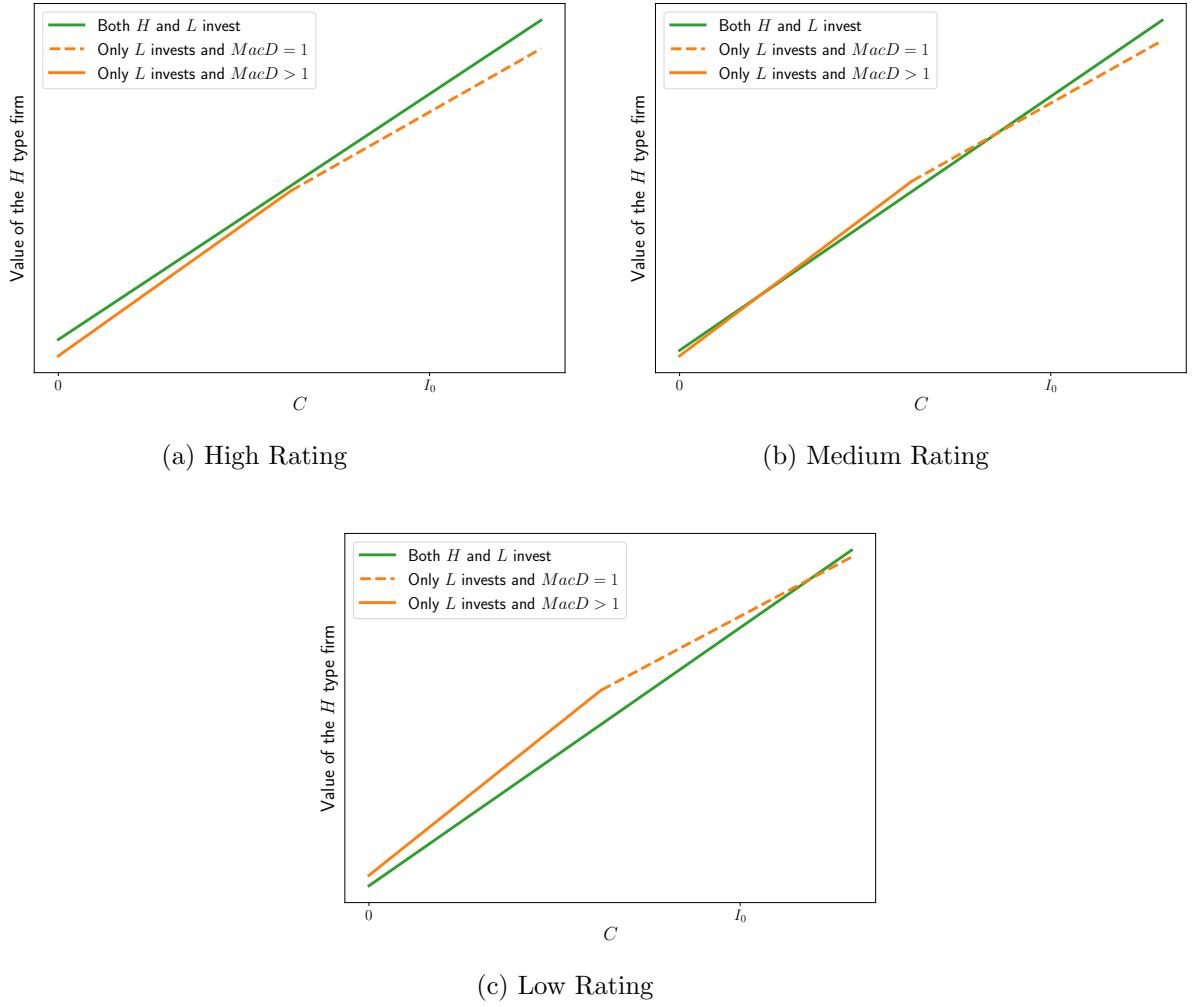 Both H and L invest
Only L invests and MacD = 1
Only L invests and MacD > 1
Value of the H type firm
0
I₀
C
(a) High Rating
Both H and L invest
Only L invests and MacD = 1
Only L invests and MacD > 1
Value of the H type firm
0
I₀
C
(b) Medium Rating
Both H and L invest
Only L invests and MacD = 1
Only L invests and MacD > 1
Value of the H type firm
0
I₀
C
(c) Low Rating